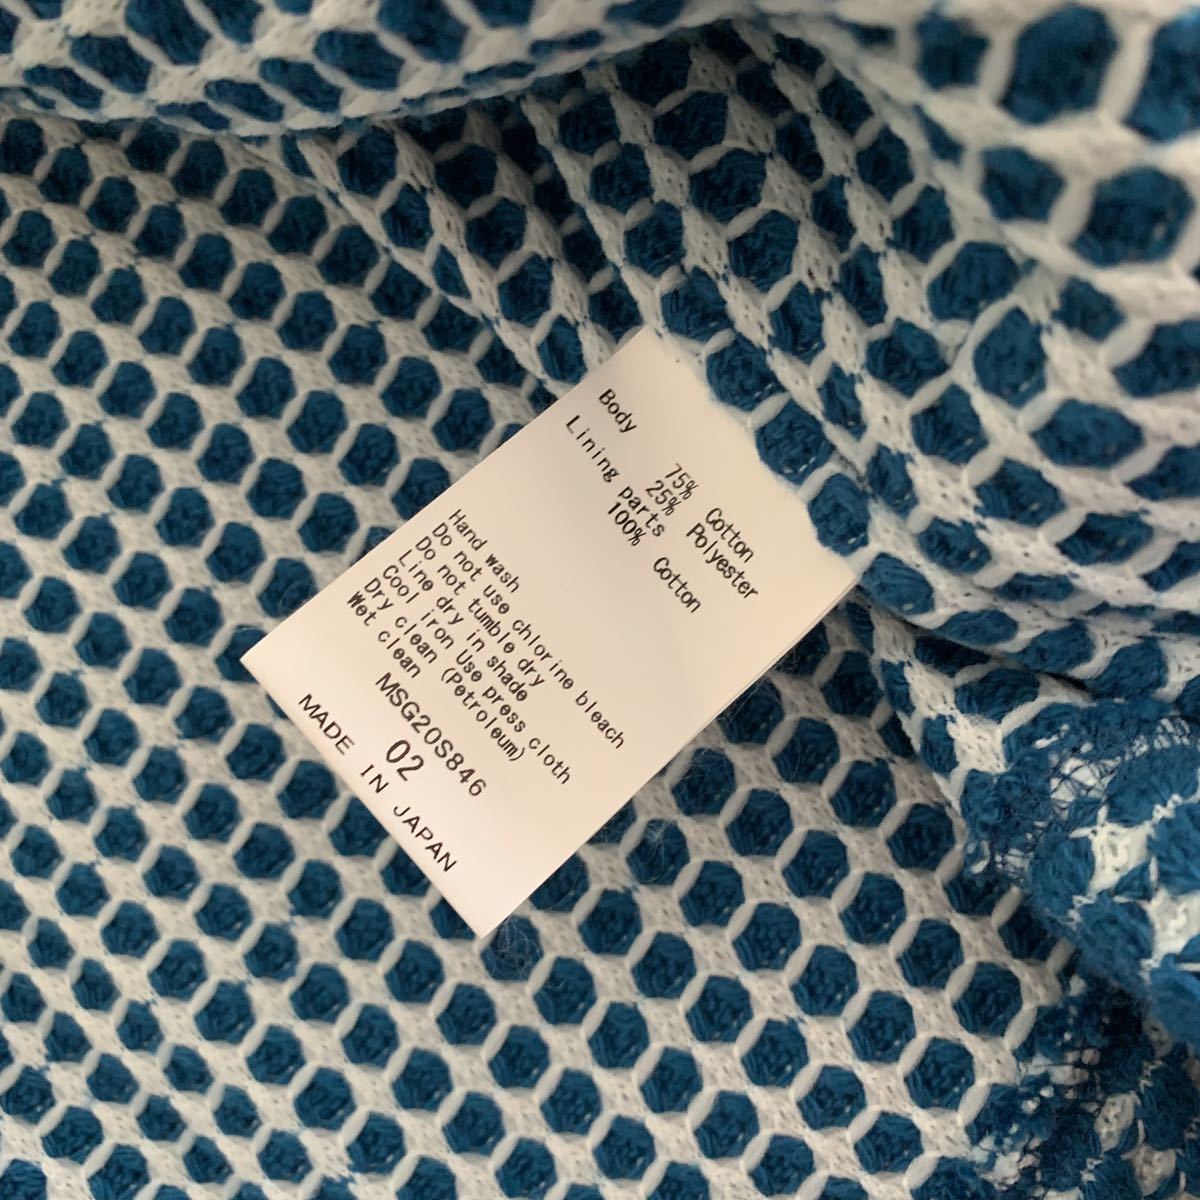 Body
75% Cotton
25% Polyester
Lining parts
100% Cotton
Hand wash
Do not use chlorine bleach
Do not tumble dry
Line dry in shade
Cool iron Use press cloth
Dry clean (Petroleum)
Wet clean
MSG20S846
02
MADE IN JAPAN